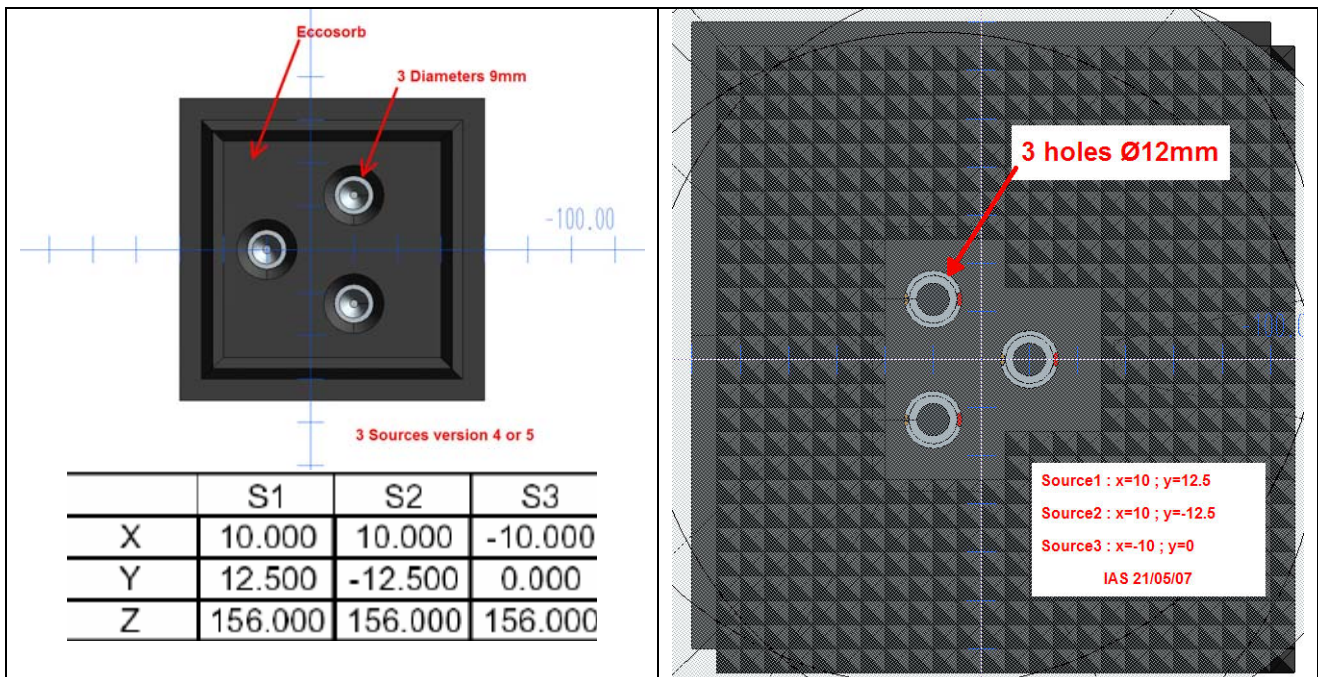 Eccosorb
3 Diameters 9mm
-100.00
3 Sources version 4 or 5
S1 S2 S3
X 10.000 10.000 -10.000
Y 12.500 -12.500 0.000
Z 156.000 156.000 156.000
3 holes Ø12mm
Source1 : x=10 ; y=12.5
Source2 : x=10 ; y=-12.5
Source3 : x=-10 ; y=0
IAS 21/05/07